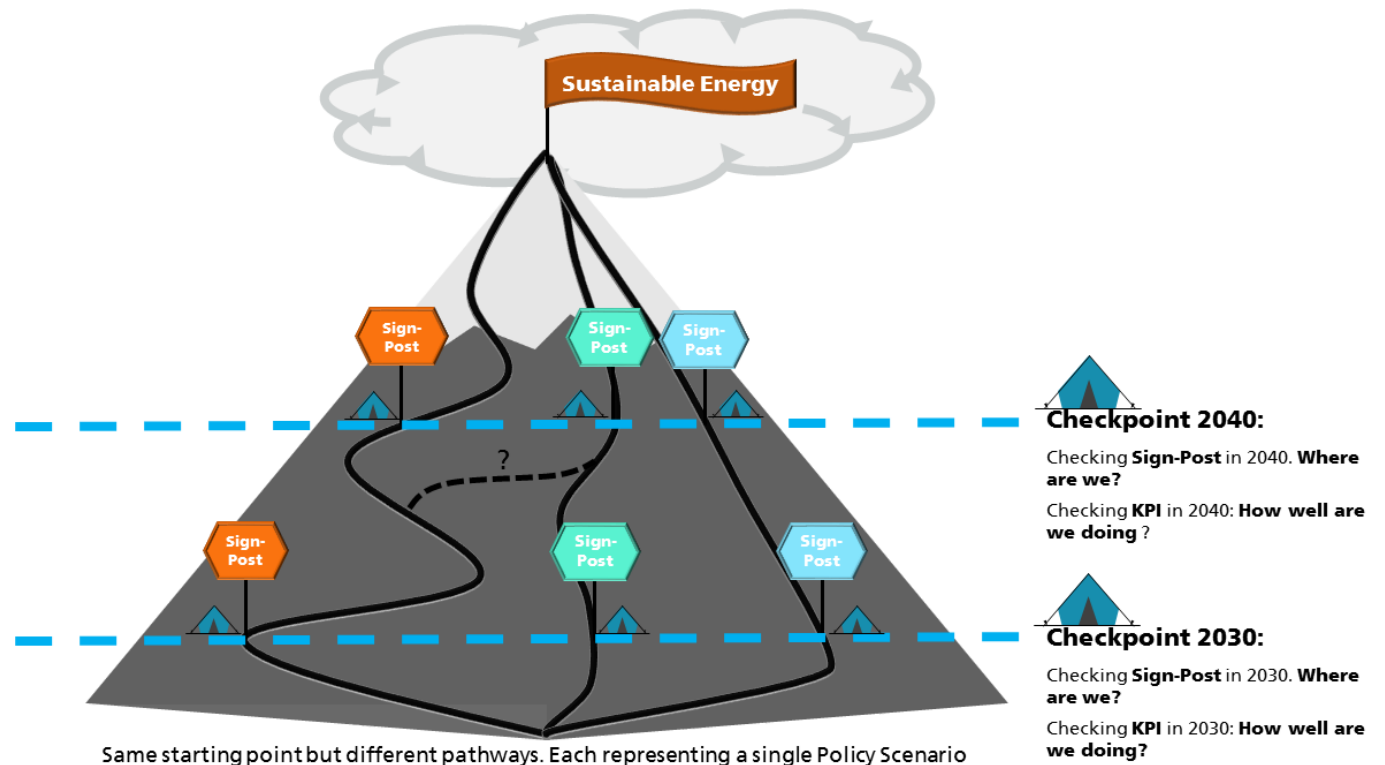 Sustainable Energy
Sign-
Post
Sign-
Post
Sign-
Post
Checkpoint 2040:
Checking Sign-Post in 2040. Where
are we?
Checking KPI in 2040: How well are
we doing ?
?
Sign-
Post
Sign-
Post
Sign-
Post
Checkpoint 2030:
Checking Sign-Post in 2030. Where
are we?
Checking KPI in 2030: How well are
we doing?
Same starting point but different pathways. Each representing a single Policy Scenario